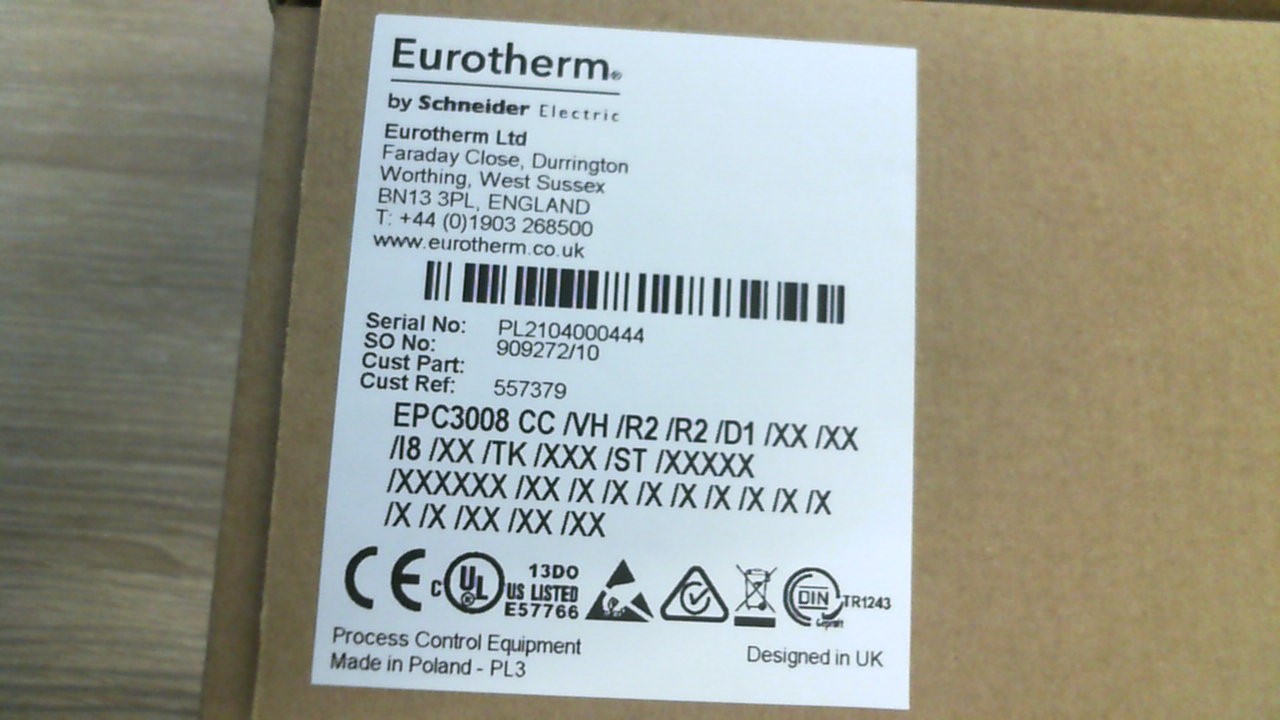 Eurotherm®
by Schneider Electric
Eurotherm Ltd
Faraday Close, Durrington
Worthing, West Sussex
BN13 3PL, ENGLAND
T: +44 (0)1903 268500
www.eurotherm.co.uk
Serial No: PL2104000444
SO No: 909272/10
Cust Part:
Cust Ref: 557379
EPC3008 CC /VH /R2 /R2 /D1 /XX /XX
/I8 /XX /TK /XXX /ST /XXXXX
/XXXXXX /XX /X /X /X /X /X /X /X /X
/X /X /XX /XX /XX
CE C UL ® US LISTED 13DO E57766 DIN Geprüft TR1243
Process Control Equipment
Made in Poland - PL3
Designed in UK